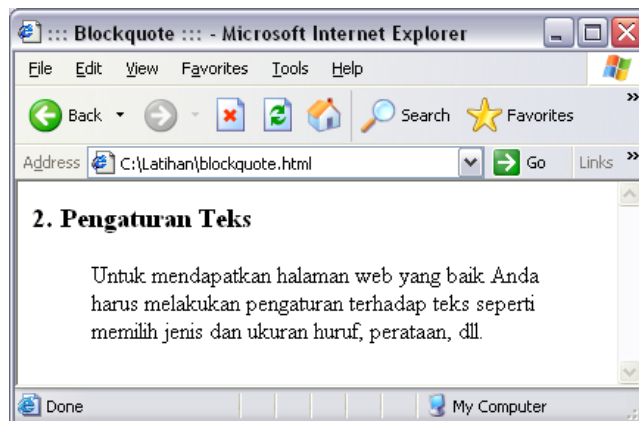 ::: Blockquote ::: - Microsoft Internet Explorer
File Edit View Favorites Tools Help
Back Search Favorites »
Address C:\Latihan\blockquote.html Go Links »
2. Pengaturan Teks
Untuk mendapatkan halaman web yang baik Anda
harus melakukan pengaturan terhadap teks seperti
memilih jenis dan ukuran huruf, perataan, dll.
Done My Computer